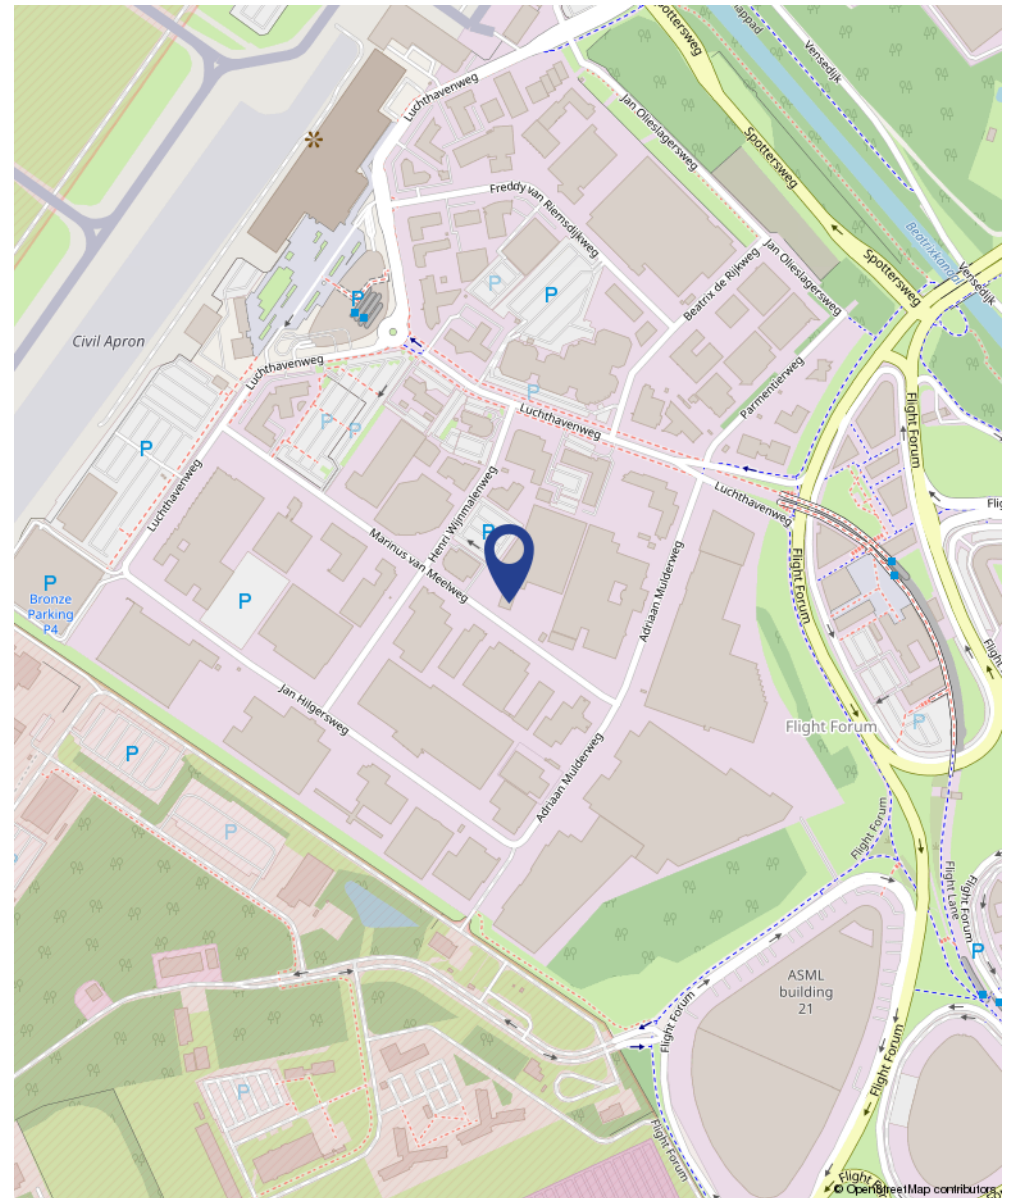 Spottersweg
Vensedijk
Luchthavenweg
Jan Olieslagersweg
Spottersweg
Freddy van Riemsdijkweg
Beatrixkanaal
Jan Olieslagersweg
Spottersweg
Vensedijk
Beatrix de Rijkweg
P
P
P
Civil Apron
Luchthavenweg
Parmentierweg
P
Flight Forum
Luchthavenweg
P
P
P
Luchthavenweg
Henri Wijnmalenweg
Luchthavenweg
P
Marinus van Meelweg
Flight Forum
Adriaan Mulderweg
P
Bronze
Parking
P4
P
Jan Hilgersweg
Flight Forum
P
P
Adriaan Mulderweg
P
P
Flight Forum
Flight Lane
Flight Forum
P
ASML
building
21
Flight Forum
Flight Forum
P
P
Flight Forum
Flight Forum
© OpenStreetMap contributors